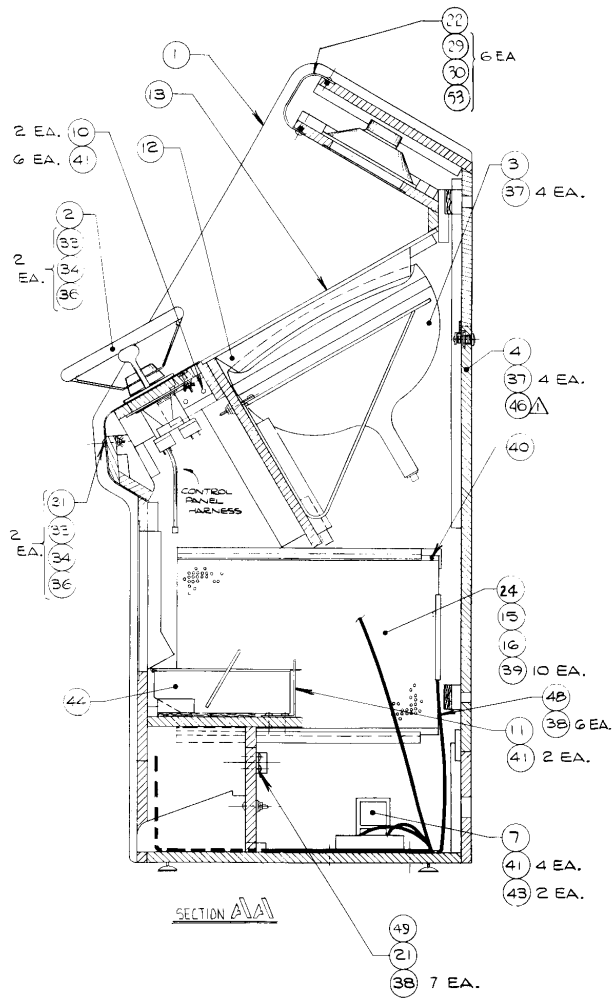 22
29
30
53
6 EA
1
13
2 EA. 10
6 EA. 41
12
3
37 4 EA.
2
33
34
36
2 EA.
4
37 4 EA.
46 1
40
CONTROL
PANEL
HARNESS
31
33
34
36
2 EA.
24
15
16
39 10 EA.
44
48
38 6 EA.
11
41 2 EA.
7
41 4 EA.
43 2 EA.
SECTION AA
49
21
38 7 EA.